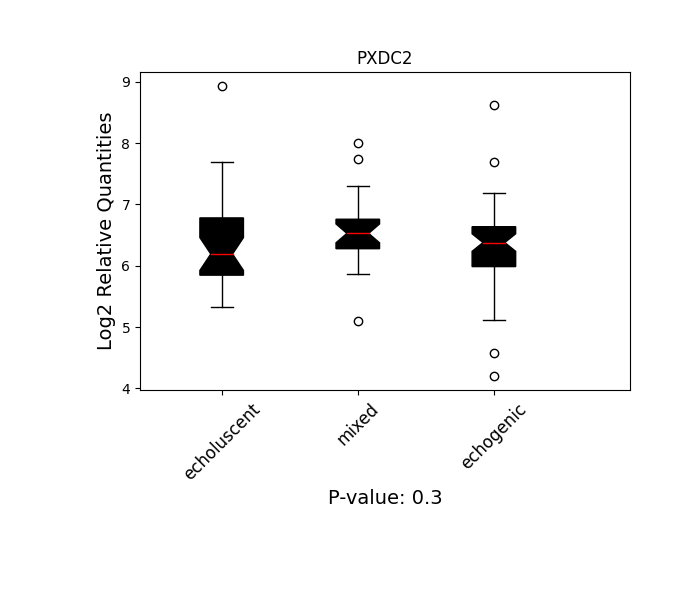 PXDC2
Log2 Relative Quantities
9
8
7
6
5
4
echoluscent
mixed
echogenic
P-value: 0.3